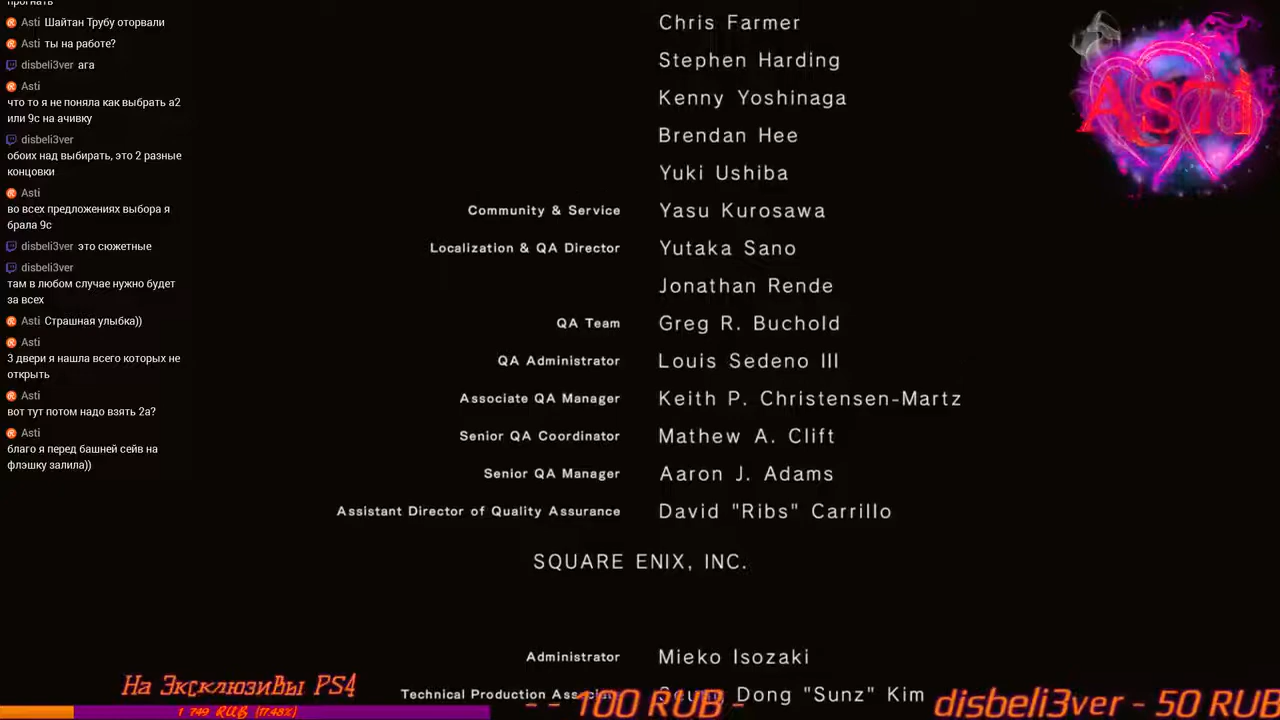 прогнать
Asti Шайтан Трубу оторвали
Asti ты на работе?
disbeli3ver ага
Asti
что то я не поняла как выбрать а2
или 9с на ачивку
disbeli3ver
обоих над выбирать, это 2 разные
концовки
Asti
во всех предложениях выбора я
брала 9с
disbeli3ver это сюжетные
disbeli3ver
там в любом случае нужно будет
за всех
Asti Страшная улыбка))
Asti
3 двери я нашла всего которых не
открыть
Asti
вот тут потом надо взять 2а?
Asti
благо я перед башней сейв на
флэшку залила))
Chris Farmer
Stephen Harding
Kenny Yoshinaga
Brendan Hee
Yuki Ushiba
Community & Service Yasu Kurosawa
Localization & QA Director Yutaka Sano
Jonathan Rende
QA Team Greg R. Buchold
QA Administrator Louis Sedeno III
Associate QA Manager Keith P. Christensen-Martz
Senior QA Coordinator Mathew A. Clift
Senior QA Manager Aaron J. Adams
Assistant Director of Quality Assurance David "Ribs" Carrillo
SQUARE ENIX, INC.
Administrator Mieko Isozaki
Technical Production Dong "Sunz" Kim
ASTI
На Эксклюзивы PS4
1 749 RUB (17.48%)
- - 100 RUB -
disbeli3ver - 50 RUB